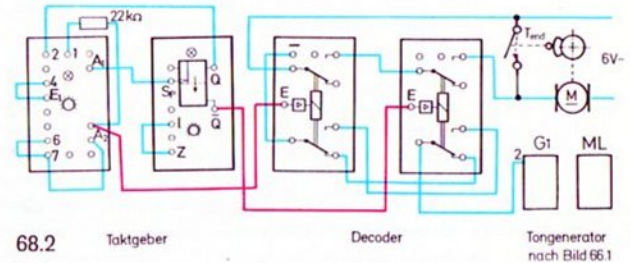 22kΩ
2 1
A₁
4
E₁
6
7
A₂
Sp
Q
Q̅
I
Z
E
E
T_end
6V-
M
G1
ML
2
68.2
Taktgeber
Decoder
Tongenerator
nach Bild 66.1